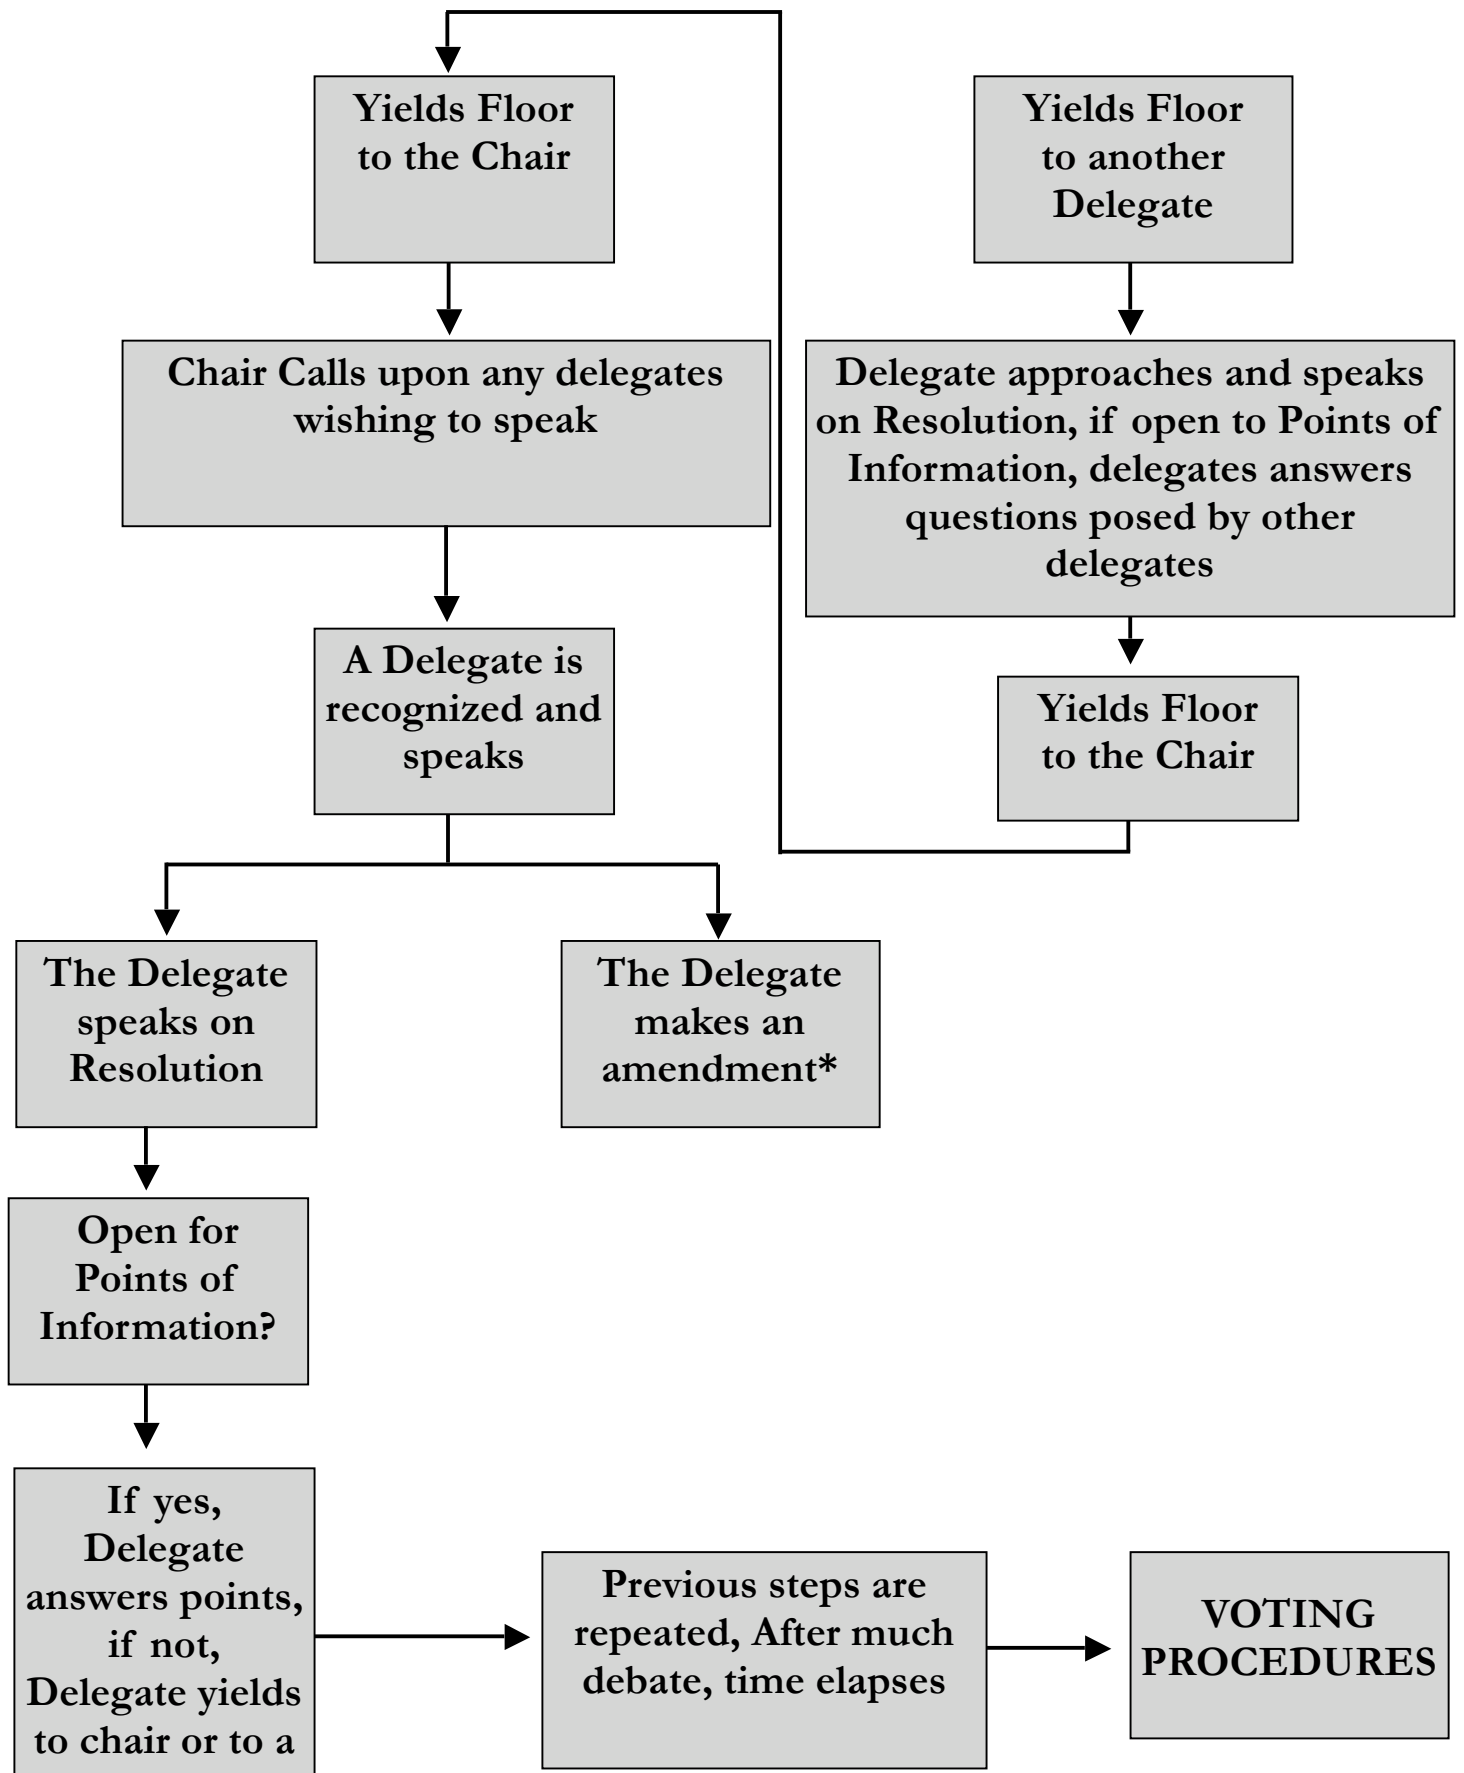 Yields Floor
to the Chair
Yields Floor
to another
Delegate
Chair Calls upon any delegates
wishing to speak
Delegate approaches and speaks
on Resolution, if open to Points of
Information, delegates answers
questions posed by other
delegates
A Delegate is
recognized and
speaks
Yields Floor
to the Chair
The Delegate
speaks on
Resolution
The Delegate
makes an
amendment*
Open for
Points of
Information?
If yes,
Delegate
answers points,
if not,
Delegate yields
to chair or to a
Previous steps are
repeated, After much
debate, time elapses
VOTING
PROCEDURES